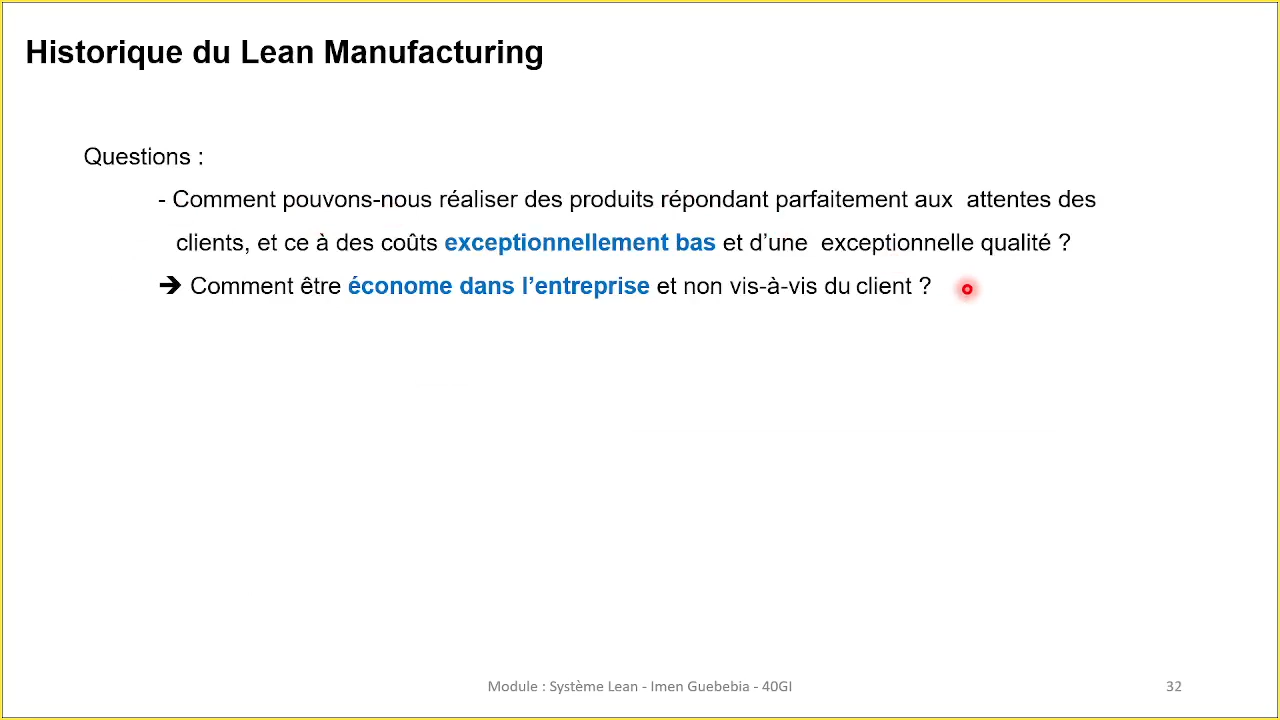 Historique du Lean Manufacturing
Questions :
- Comment pouvons-nous réaliser des produits répondant parfaitement aux attentes des
clients, et ce à des coûts exceptionnellement bas et d’une exceptionnelle qualité ?
➔ Comment être économe dans l’entreprise et non vis-à-vis du client ?
Module : Système Lean - Imen Guebebia - 40GI
32